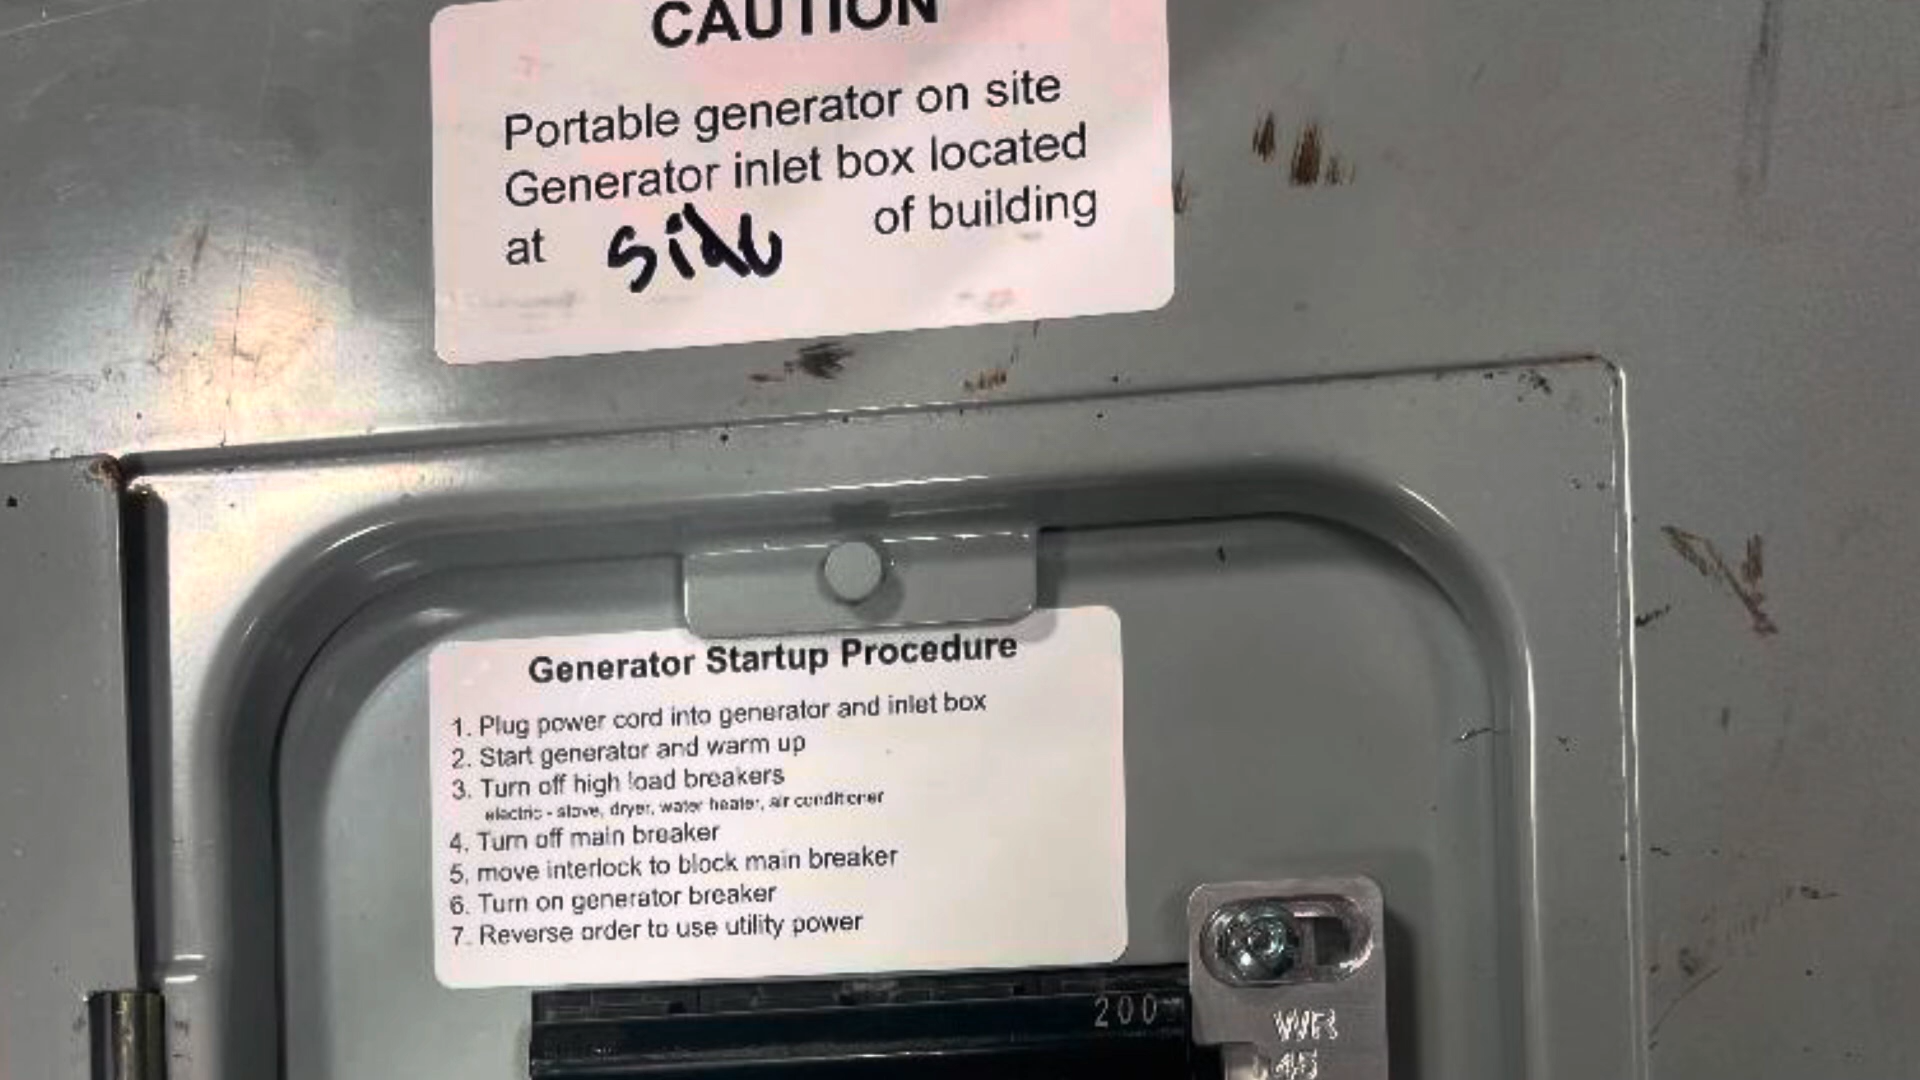 CAUTION
Portable generator on site
Generator inlet box located
at side of building
Generator Startup Procedure
1. Plug power cord into generator and inlet box
2. Start generator and warm up
3. Turn off high load breakers
electric - stove, dryer, water heater, air conditioner
4. Turn off main breaker
5. move interlock to block main breaker
6. Turn on generator breaker
7. Reverse order to use utility power
200